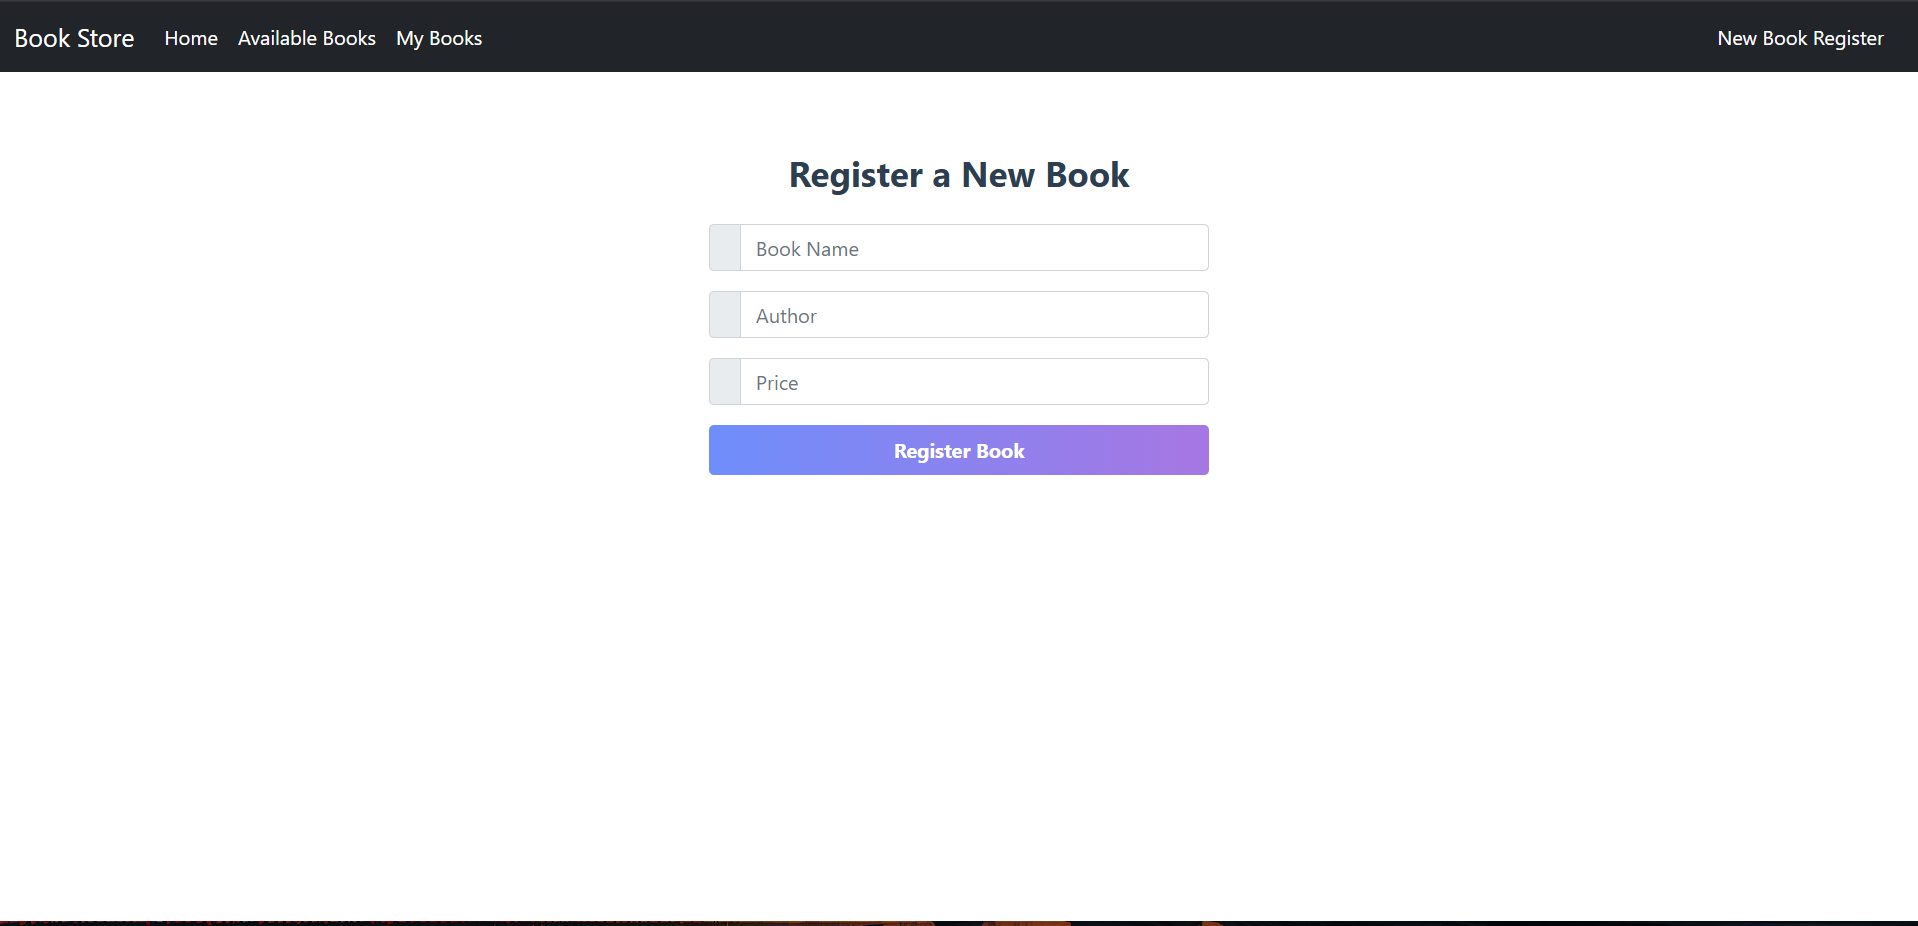 Book Store Home Available Books My Books New Book Register
Register a New Book
Book Name
Author
Price
Register Book